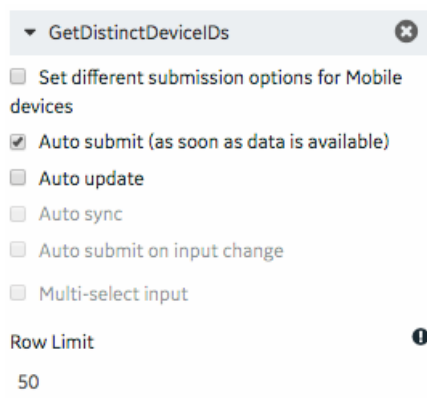 GetDistinctDeviceIDs
Set different submission options for Mobile
devices
Auto submit (as soon as data is available)
Auto update
Auto sync
Auto submit on input change
Multi-select input
Row Limit
50